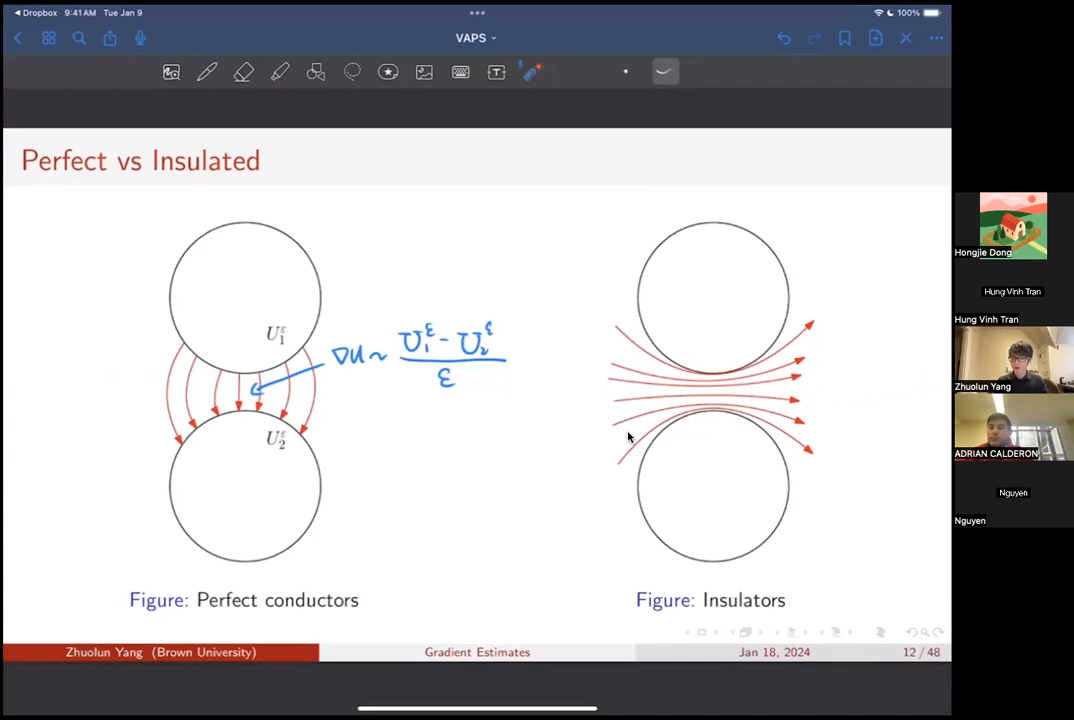 Dropbox 9:41 AM Tue Jan 9
100%
VAPS
Perfect vs Insulated
U₁^ε
∇u ~ (U₁^ε - U₂^ε) / ε
U₂^ε
Figure: Perfect conductors
Figure: Insulators
Zhuolun Yang (Brown University)
Gradient Estimates
Jan 18, 2024
12 / 48
Hongjie Dong
Hung Vinh Tran
Hung Vinh Tran
Zhuolun Yang
ADRIAN CALDERON
Nguyen
Nguyen